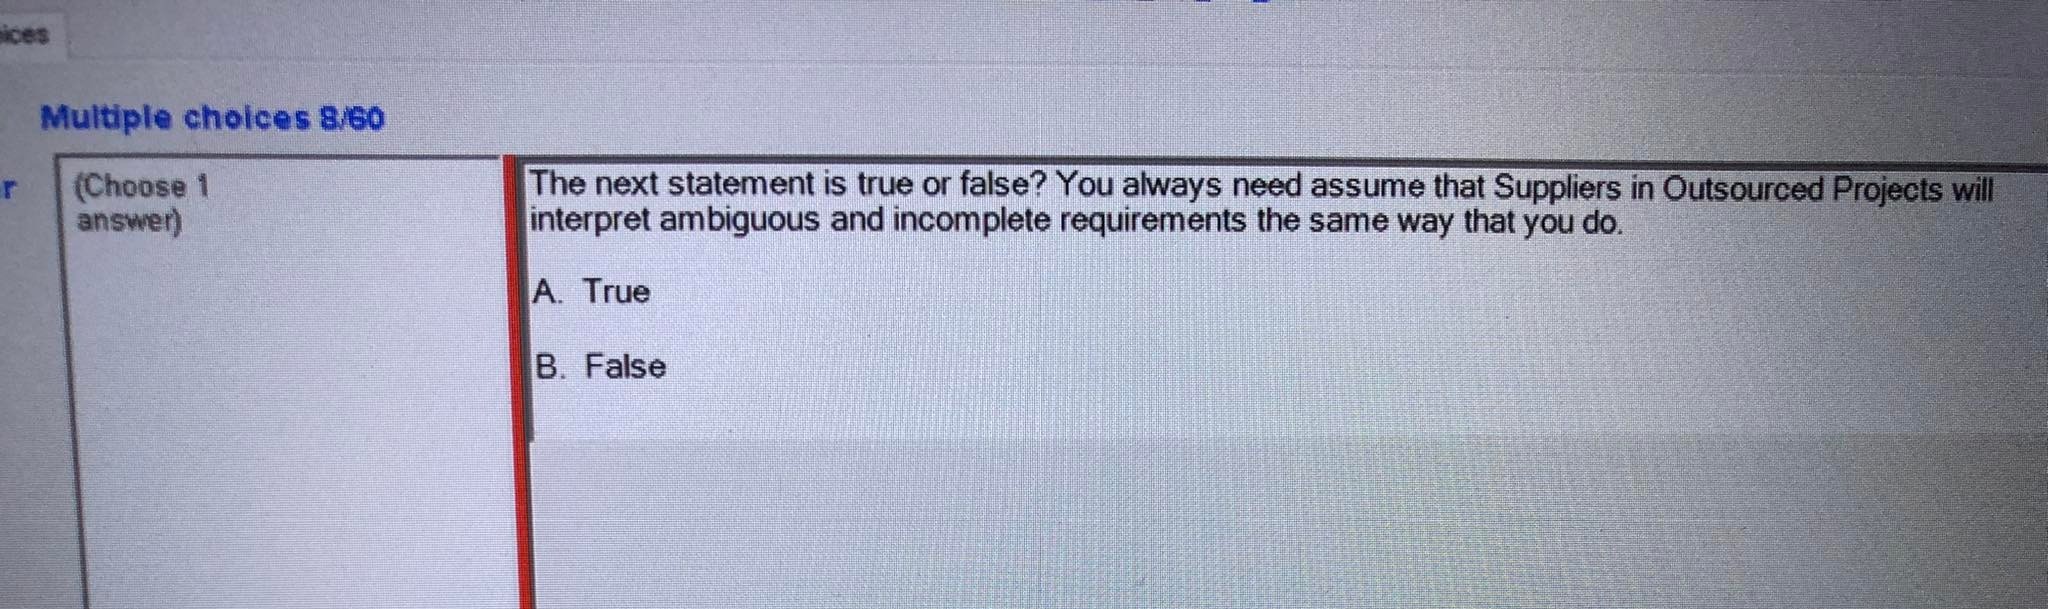 Multiple choices 8/60
(Choose 1
answer)
The next statement is true or false? You always need assume that Suppliers in Outsourced Projects will
interpret ambiguous and incomplete requirements the same way that you do.
A. True
B. False